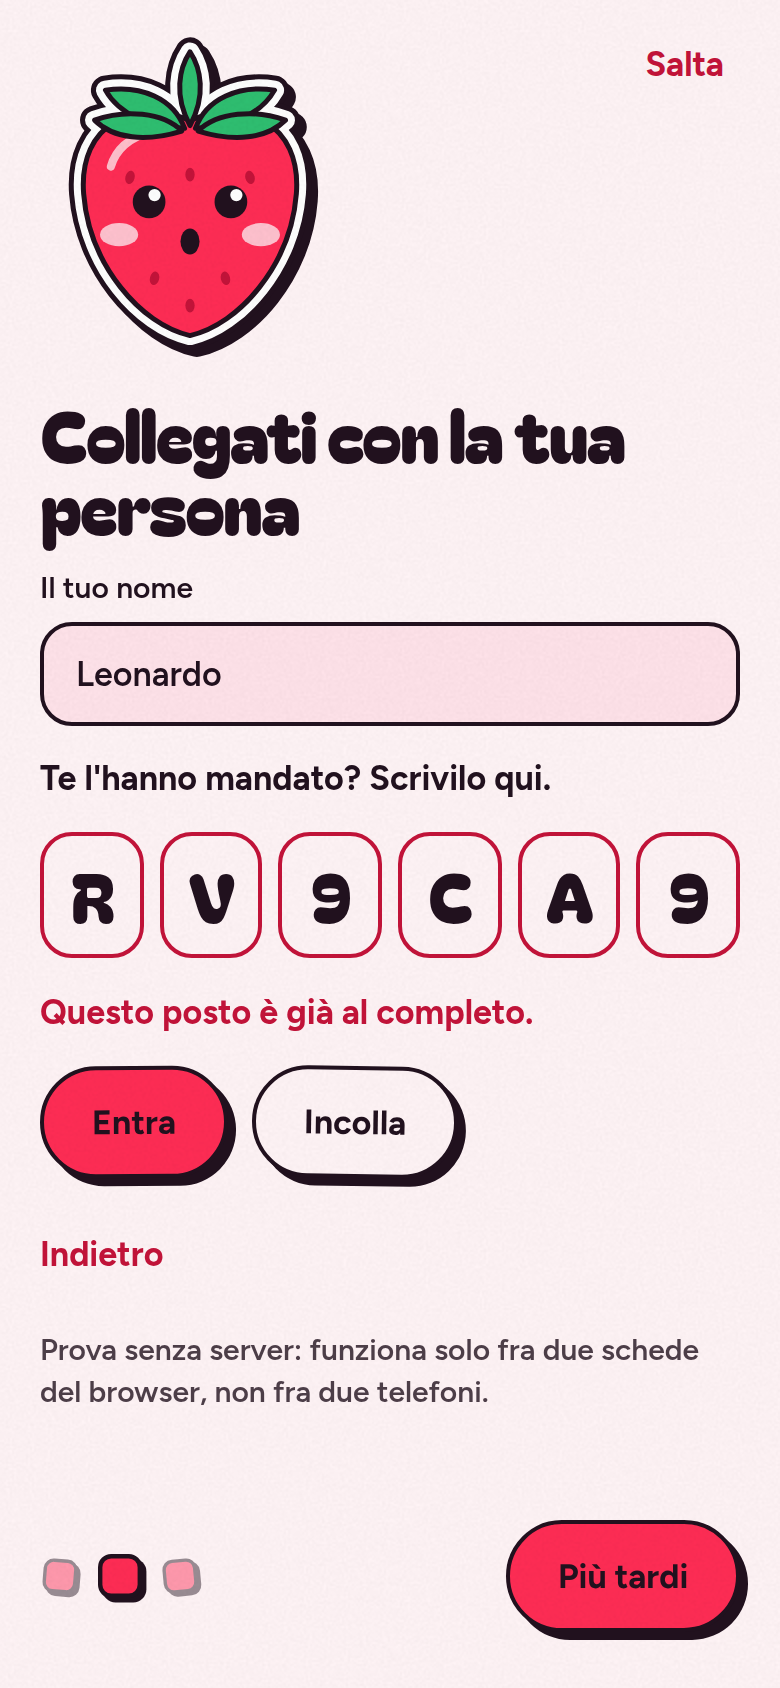 Salta
Collegati con la tua
persona
Il tuo nome
Leonardo
Te l'hanno mandato? Scrivilo qui.
R V 9 C A 9
Questo posto è già al completo.
Entra Incolla
Indietro
Prova senza server: funziona solo fra due schede
del browser, non fra due telefoni.
Più tardi